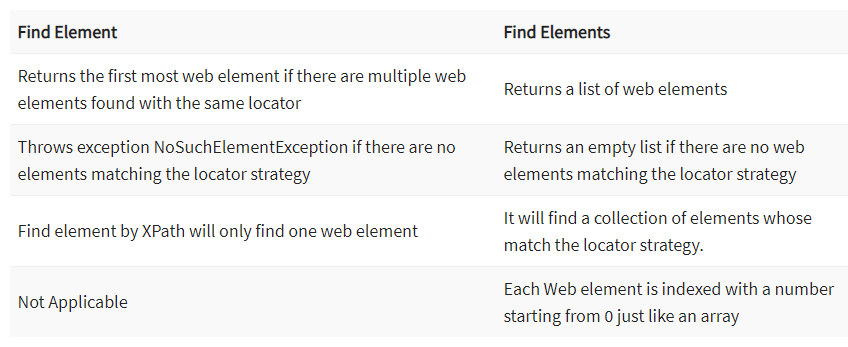 Find Element
Find Elements
Returns the first most web element if there are multiple web
elements found with the same locator
Returns a list of web elements
Throws exception NoSuchElementException if there are no
elements matching the locator strategy
Returns an empty list if there are no web
elements matching the locator strategy
Find element by XPath will only find one web element
It will find a collection of elements whose
match the locator strategy.
Not Applicable
Each Web element is indexed with a number
starting from 0 just like an array